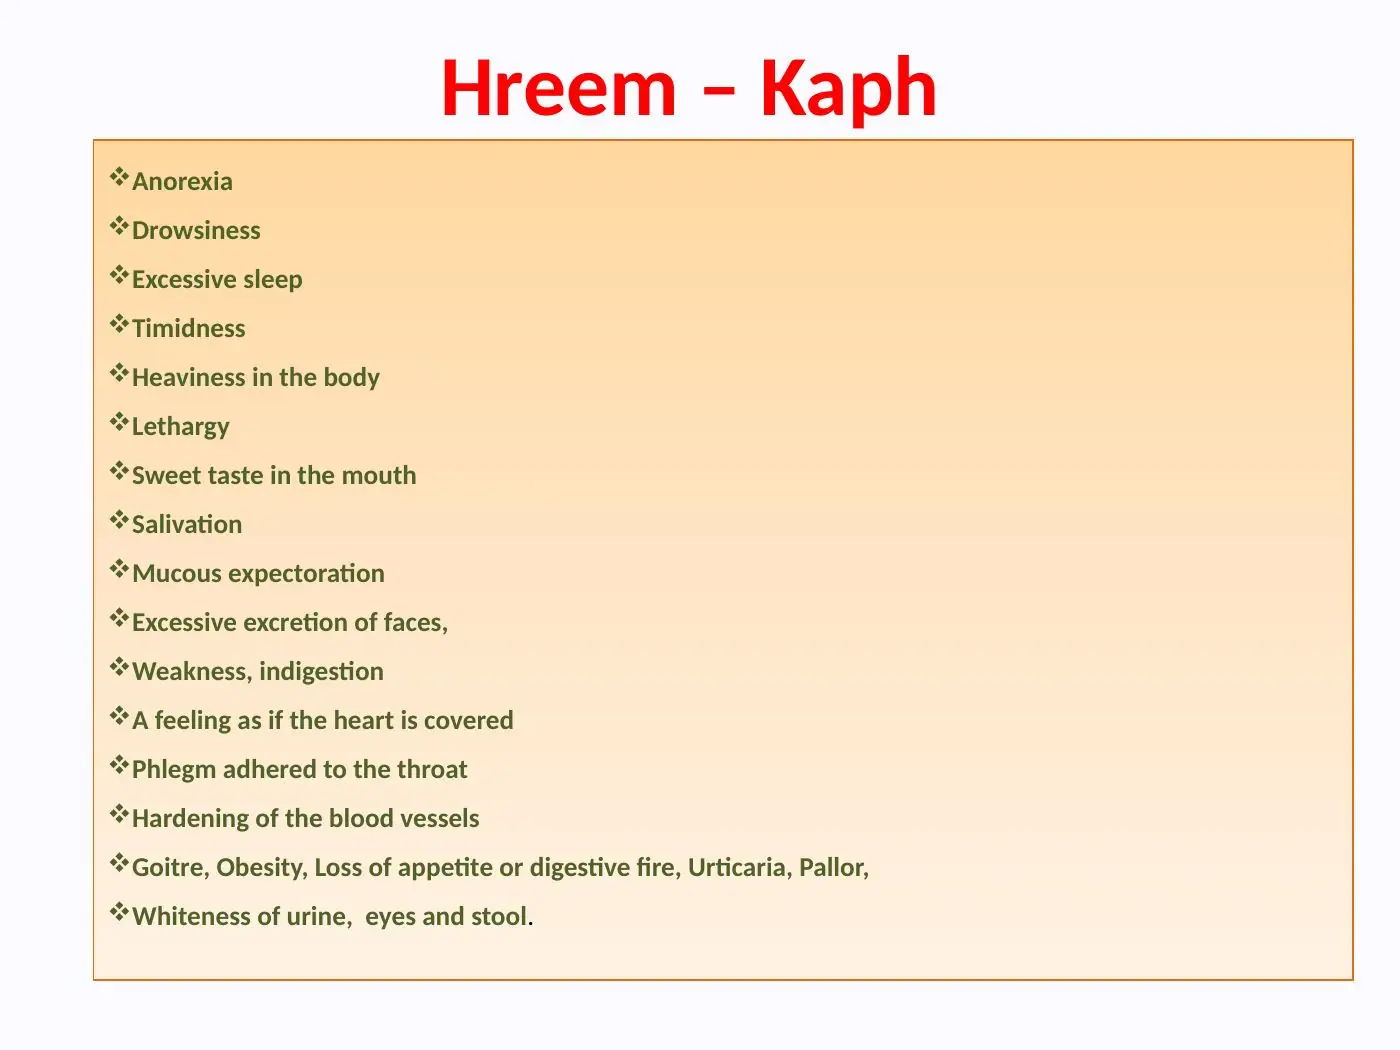 Hreem – Kaph
❖Anorexia
❖Drowsiness
❖Excessive sleep
❖Timidness
❖Heaviness in the body
❖Lethargy
❖Sweet taste in the mouth
❖Salivation
❖Mucous expectoration
❖Excessive excretion of faces,
❖Weakness, indigestion
❖A feeling as if the heart is covered
❖Phlegm adhered to the throat
❖Hardening of the blood vessels
❖Goitre, Obesity, Loss of appetite or digestive fire, Urticaria, Pallor,
❖Whiteness of urine,  eyes and stool.